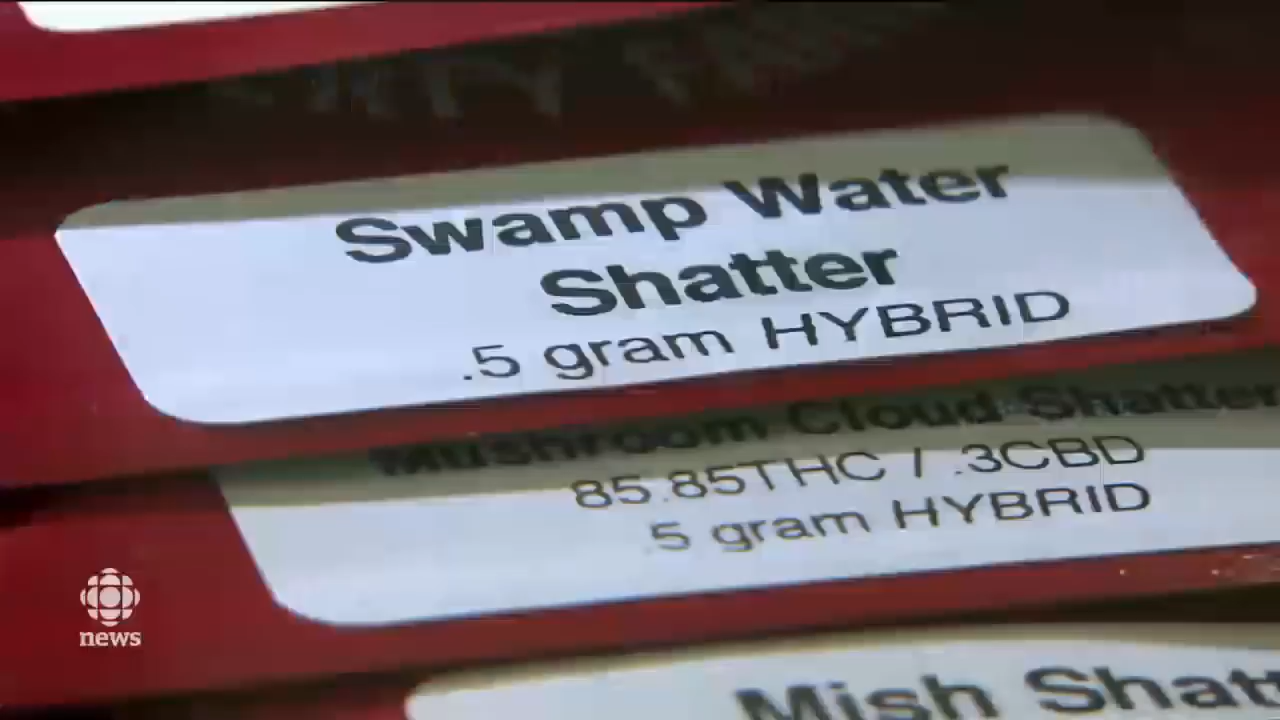 Swamp Water
Shatter
.5 gram HYBRID
Mushroom Cloud Shatter
85.85THC / .3CBD
.5 gram HYBRID
Mish Shatt
news